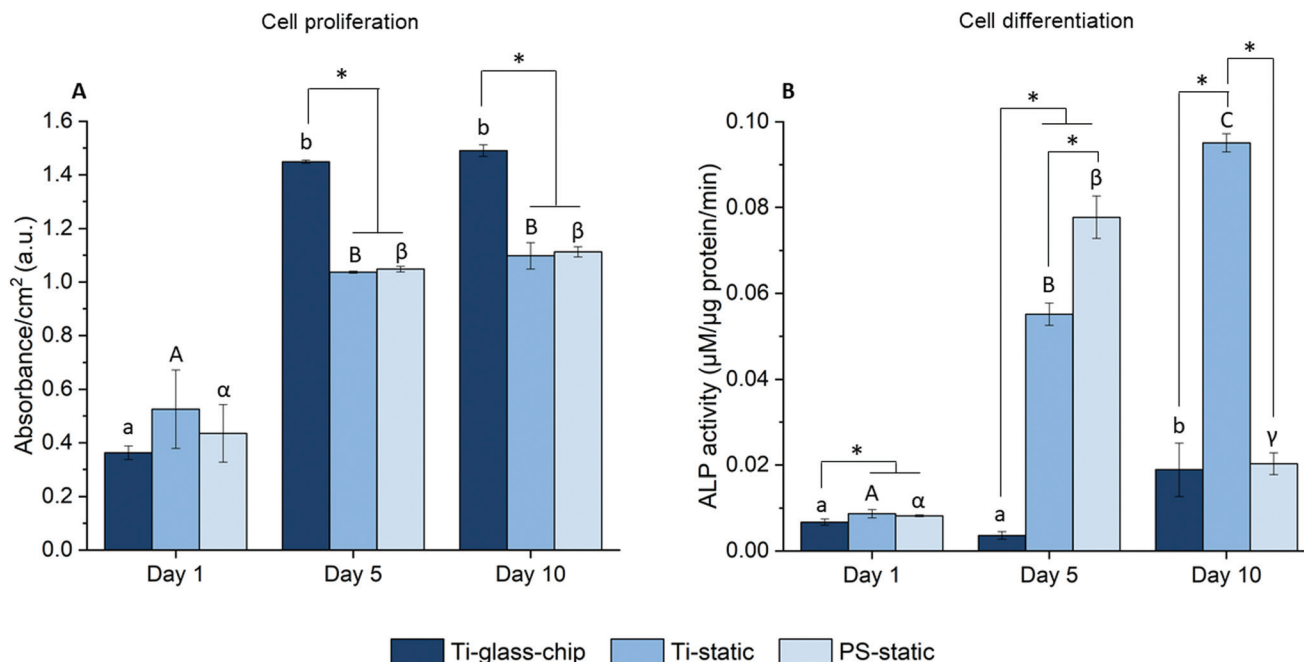 Cell proliferation
A
Absorbance/cm² (a.u.)
1.6
1.4
1.2
1.0
0.8
0.6
0.4
0.2
0.0
*
*
b
b
B
β
B
β
a
A
α
Day 1
Day 5
Day 10
Cell differentiation
B
ALP activity (μM/μg protein/min)
0.10
0.08
0.06
0.04
0.02
0.00
*
*
*
*
*
C
β
B
b
γ
a
A
α
a
Day 1
Day 5
Day 10
Ti-glass-chip
Ti-static
PS-static